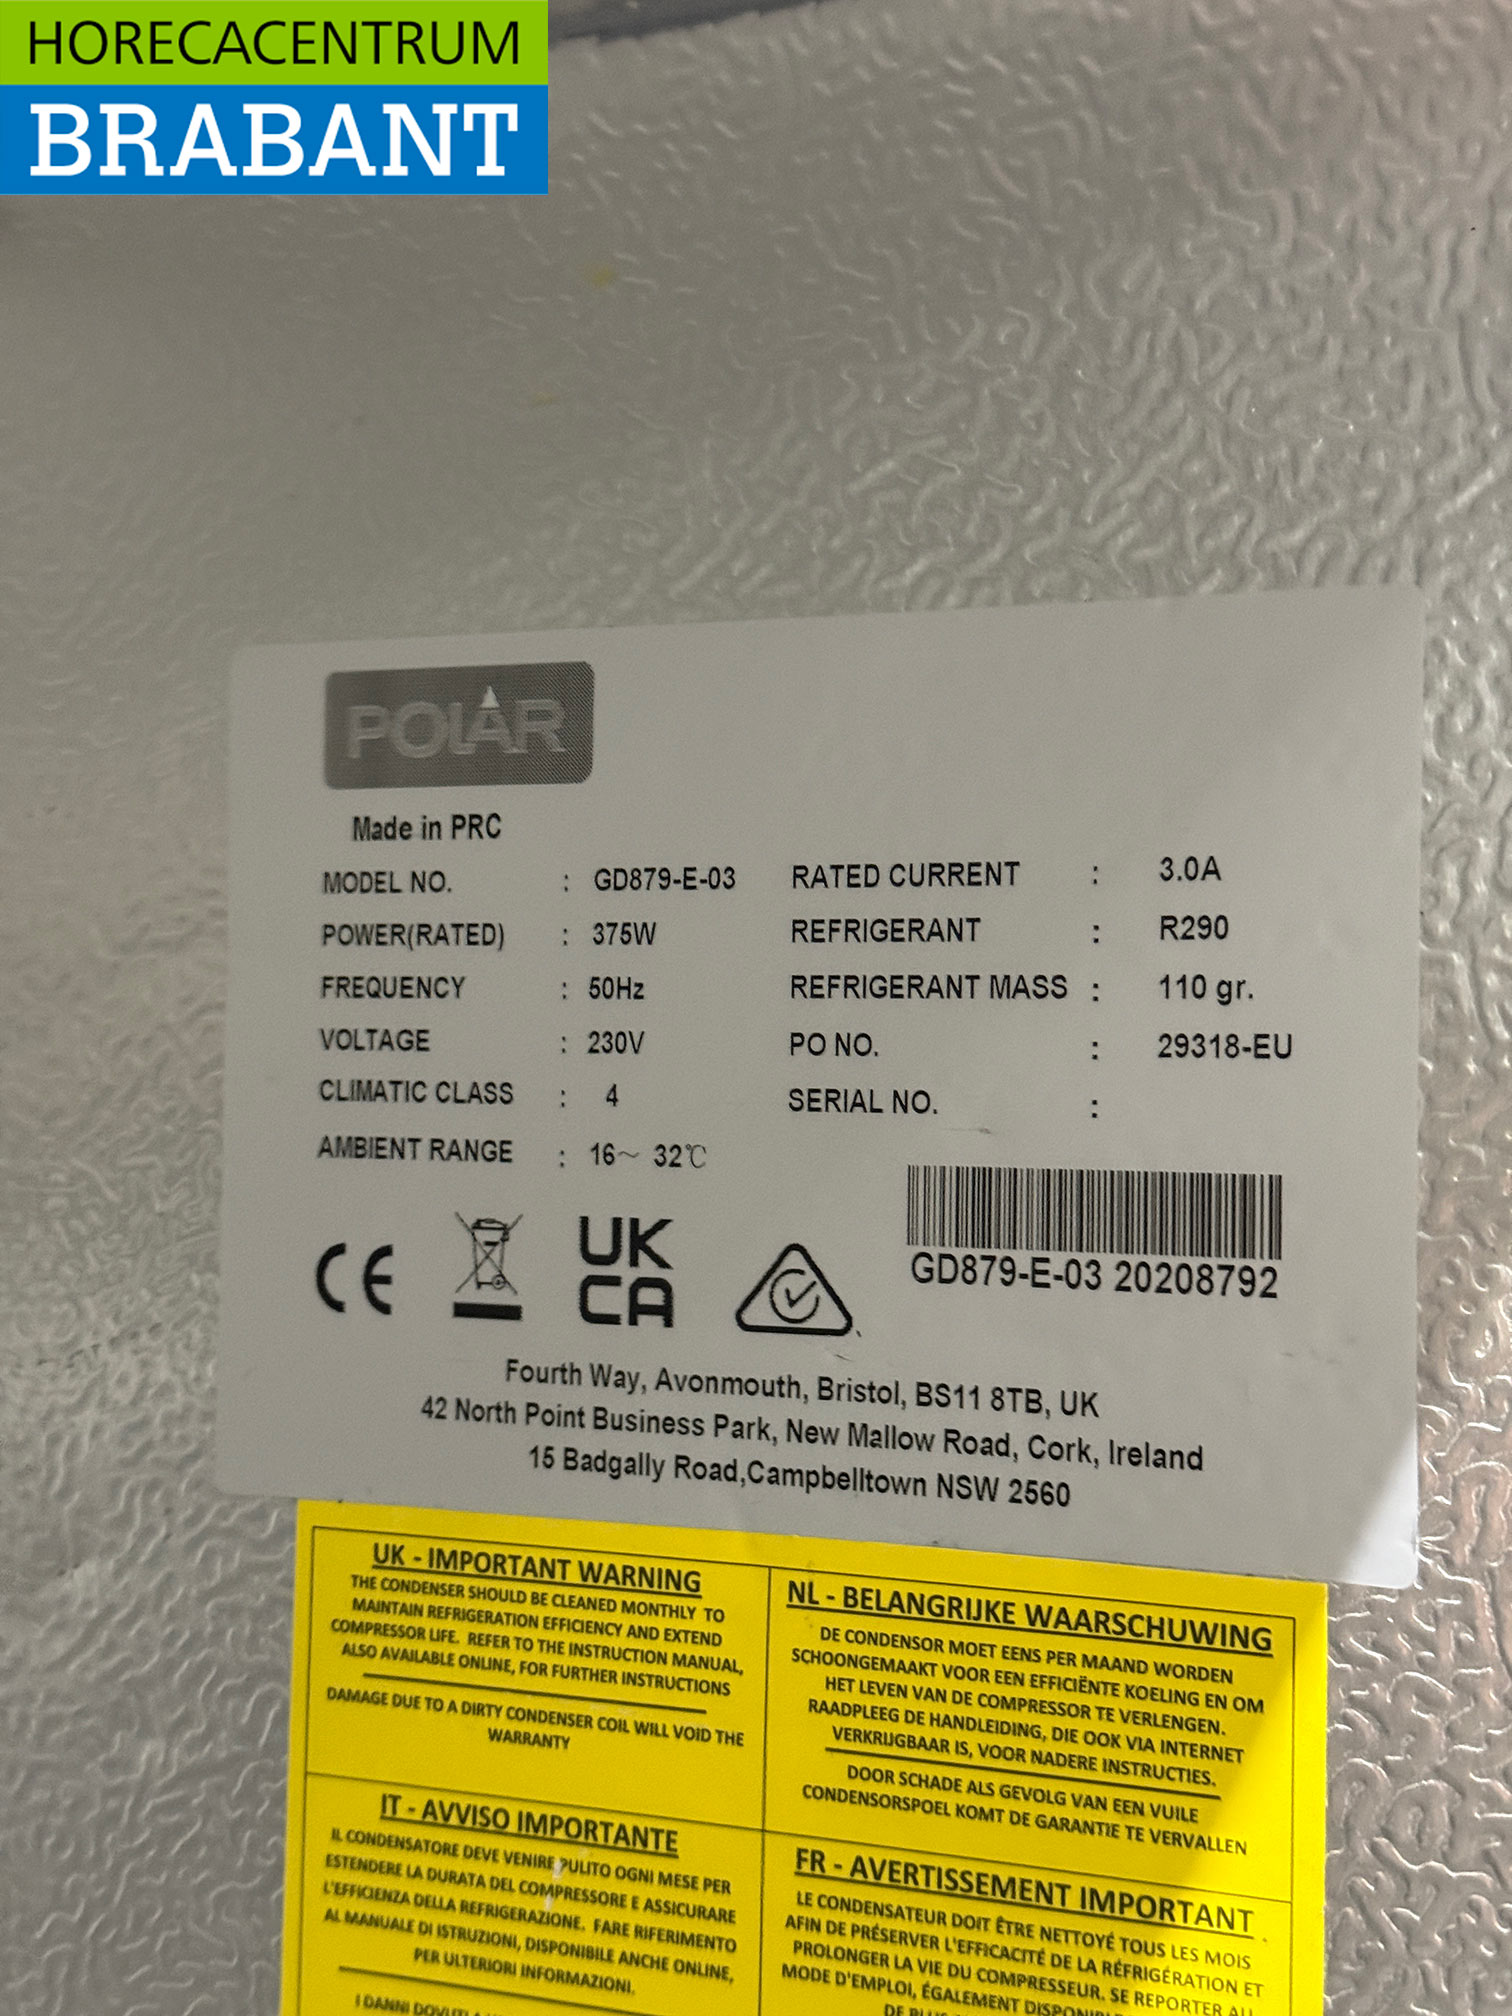 HORECACENTRUM
BRABANT
POLAR
Made in PRC
MODEL NO. : GD879-E-03
POWER(RATED) : 375W
FREQUENCY : 50Hz
VOLTAGE : 230V
CLIMATIC CLASS : 4
AMBIENT RANGE : 16~ 32℃
RATED CURRENT : 3.0A
REFRIGERANT : R290
REFRIGERANT MASS : 110 gr.
PO NO. : 29318-EU
SERIAL NO. :
GD879-E-03 20208792
CE
UK
CA
Fourth Way, Avonmouth, Bristol, BS11 8TB, UK
42 North Point Business Park, New Mallow Road, Cork, Ireland
15 Badgally Road,Campbelltown NSW 2560
UK - IMPORTANT WARNING
THE CONDENSER SHOULD BE CLEANED MONTHLY TO
MAINTAIN REFRIGERATION EFFICIENCY AND EXTEND
COMPRESSOR LIFE. REFER TO THE INSTRUCTION MANUAL,
ALSO AVAILABLE ONLINE, FOR FURTHER INSTRUCTIONS
DAMAGE DUE TO A DIRTY CONDENSER COIL WILL VOID THE
WARRANTY
NL - BELANGRIJKE WAARSCHUWING
DE CONDENSOR MOET EENS PER MAAND WORDEN
SCHOONGEMAAKT VOOR EEN EFFICIËNTE KOELING EN OM
HET LEVEN VAN DE COMPRESSOR TE VERLENGEN.
RAADPLEEG DE HANDLEIDING, DIE OOK VIA INTERNET
VERKRIJGBAAR IS, VOOR NADERE INSTRUCTIES.
DOOR SCHADE ALS GEVOLG VAN EEN VUILE
CONDENSORSPOEL KOMT DE GARANTIE TE VERVALLEN
IT - AVVISO IMPORTANTE
IL CONDENSATORE DEVE VENIRE PULITO OGNI MESE PER
ESTENDERE LA DURATA DEL COMPRESSORE E ASSICURARE
L'EFFICIENZA DELLA REFRIGERAZIONE. FARE RIFERIMENTO
AL MANUALE DI ISTRUZIONI, DISPONIBILE ANCHE ONLINE,
PER ULTERIORI INFORMAZIONI.
I DANNI
FR - AVERTISSEMENT IMPORTANT
LE CONDENSATEUR DOIT ÊTRE NETTOYÉ TOUS LES MOIS
AFIN DE PRÉSERVER L'EFFICACITÉ DE LA RÉFRIGÉRATION ET
PROLONGER LA VIE DU COMPRESSEUR. SE REPORTER AU
MODE D'EMPLOI, ÉGALEMENT